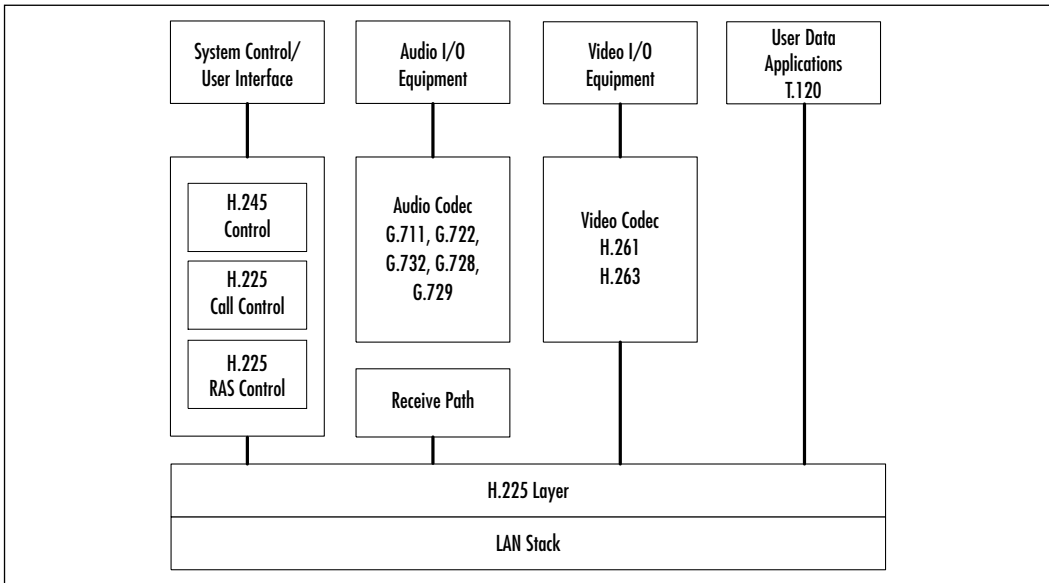 System Control/
User Interface
Audio I/O
Equipment
Video I/O
Equipment
User Data
Applications
T.120
H.245
Control
H.225
Call Control
H.225
RAS Control
Audio Codec
G.711, G.722,
G.732, G.728,
G.729
Receive Path
Video Codec
H.261
H.263
H.225 Layer
LAN Stack